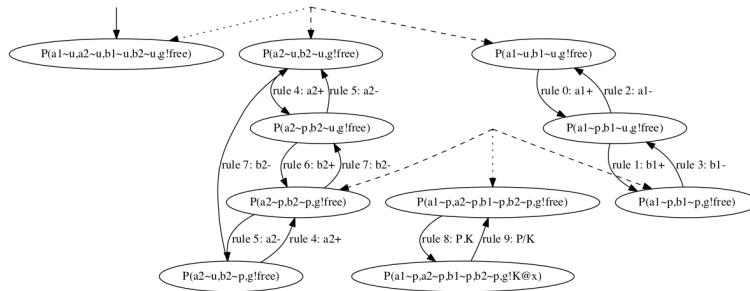 P(a1~u,a2~u,b1~u,b2~u,g!free)
P(a2~u,b2~u,g!free)
P(a1~u,b1~u,g!free)
rule 4: a2+
rule 5: a2-
rule 0: a1+
rule 2: a1-
P(a2~p,b2~u,g!free)
P(a1~p,b1~u,g!free)
rule 7: b2-
rule 6: b2+
rule 7: b2-
rule 1: b1+
rule 3: b1-
P(a2~p,b2~p,g!free)
P(a1~p,a2~p,b1~p,b2~p,g!free)
P(a1~p,b1~p,g!free)
rule 5: a2-
rule 4: a2+
rule 8: P.K
rule 9: P/K
P(a2~u,b2~p,g!free)
P(a1~p,a2~p,b1~p,b2~p,g!K@x)